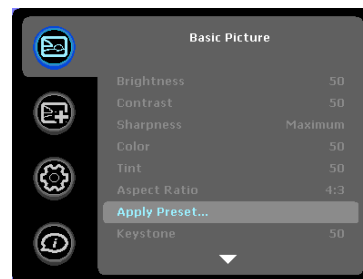 Basic Picture
Brightness 50
Contrast 50
Sharpness Maximum
Color 50
Tint 50
Aspect Ratio 4:3
Apply Preset...
Keystone 50